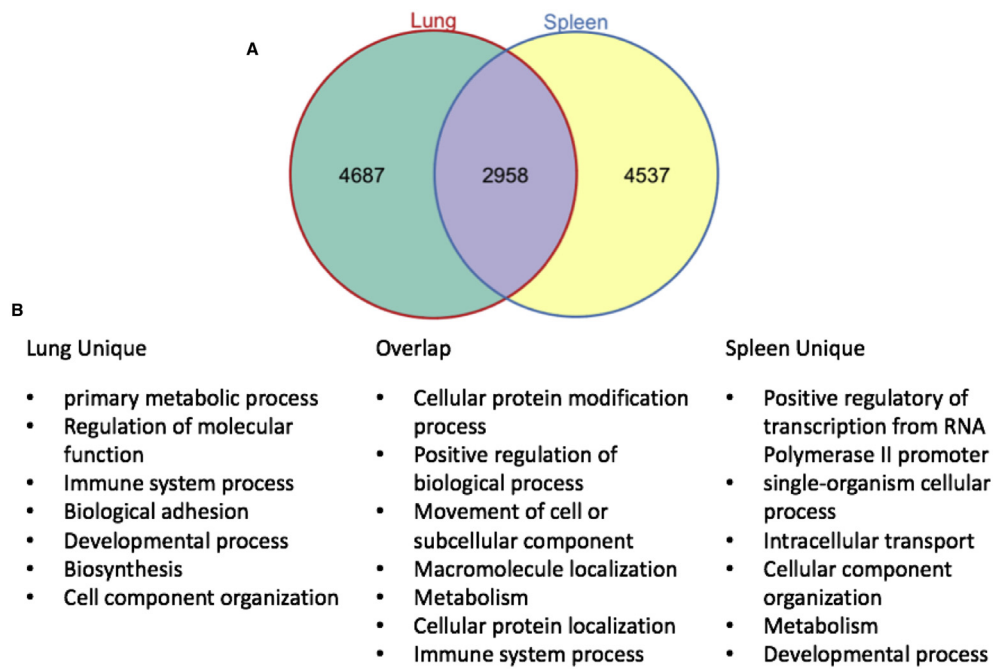 A
Lung
Spleen
4687
2958
4537
B
Lung Unique
• primary metabolic process
• Regulation of molecular
function
• Immune system process
• Biological adhesion
• Developmental process
• Biosynthesis
• Cell component organization
Overlap
• Cellular protein modification
process
• Positive regulation of
biological process
• Movement of cell or
subcellular component
• Macromolecule localization
• Metabolism
• Cellular protein localization
• Immune system process
Spleen Unique
• Positive regulatory of
transcription from RNA
Polymerase II promoter
• single-organism cellular
process
• Intracellular transport
• Cellular component
organization
• Metabolism
• Developmental process